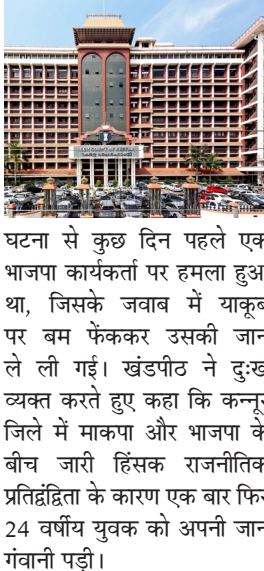 घटना से कुछ दिन पहले एक
भाजपा कार्यकर्ता पर हमला हुआ
था, जिसके जवाब में याकूब
पर बम फेंककर उसकी जान
ले ली गई। खंडपीठ ने दुःख
व्यक्त करते हुए कहा कि कन्नूर
जिले में माकपा और भाजपा के
बीच जारी हिंसक राजनीतिक
प्रतिद्वंद्विता के कारण एक बार फिर
24 वर्षीय युवक को अपनी जान
गंवानी पड़ी।